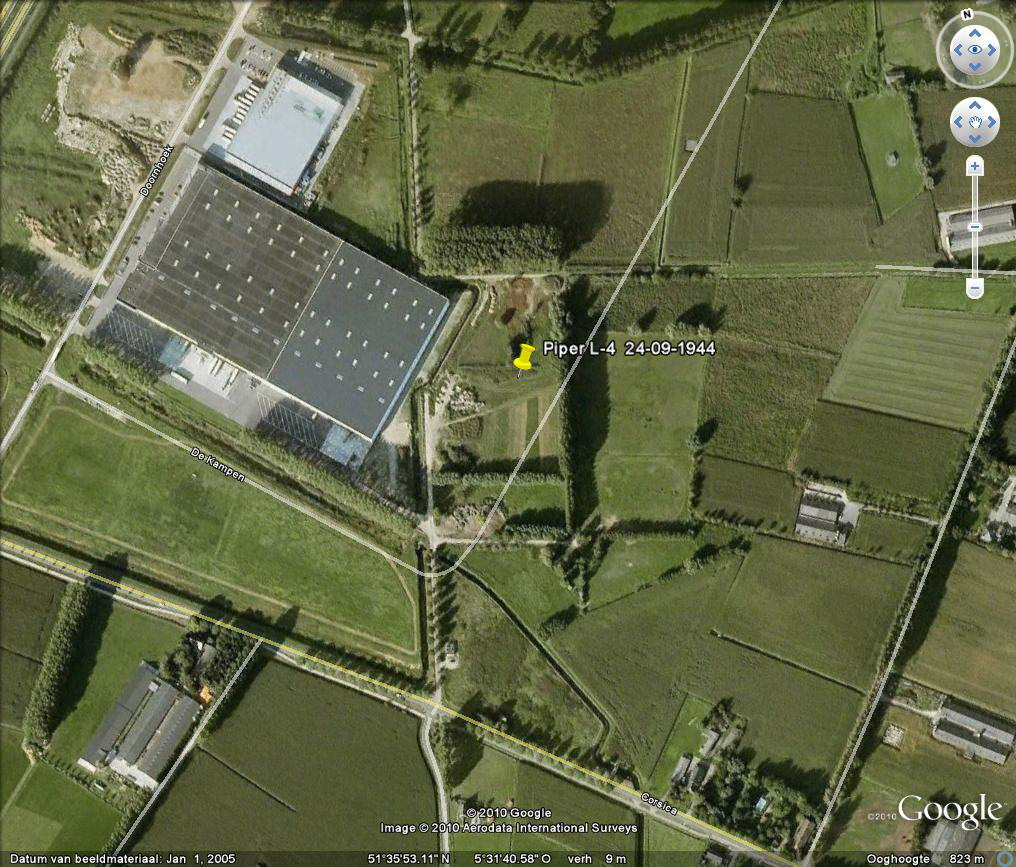 N
Doornhoek
Piper L-4 24-09-1944
De Kampen
Corsica
© 2010 Google
Image © 2010 Aerodata International Surveys
©2010 Google
Datum van beeldmateriaal: Jan 1, 2005 51°35'53.11" N 5°31'40.58" O verh 9 m Ooghoogte 823 m